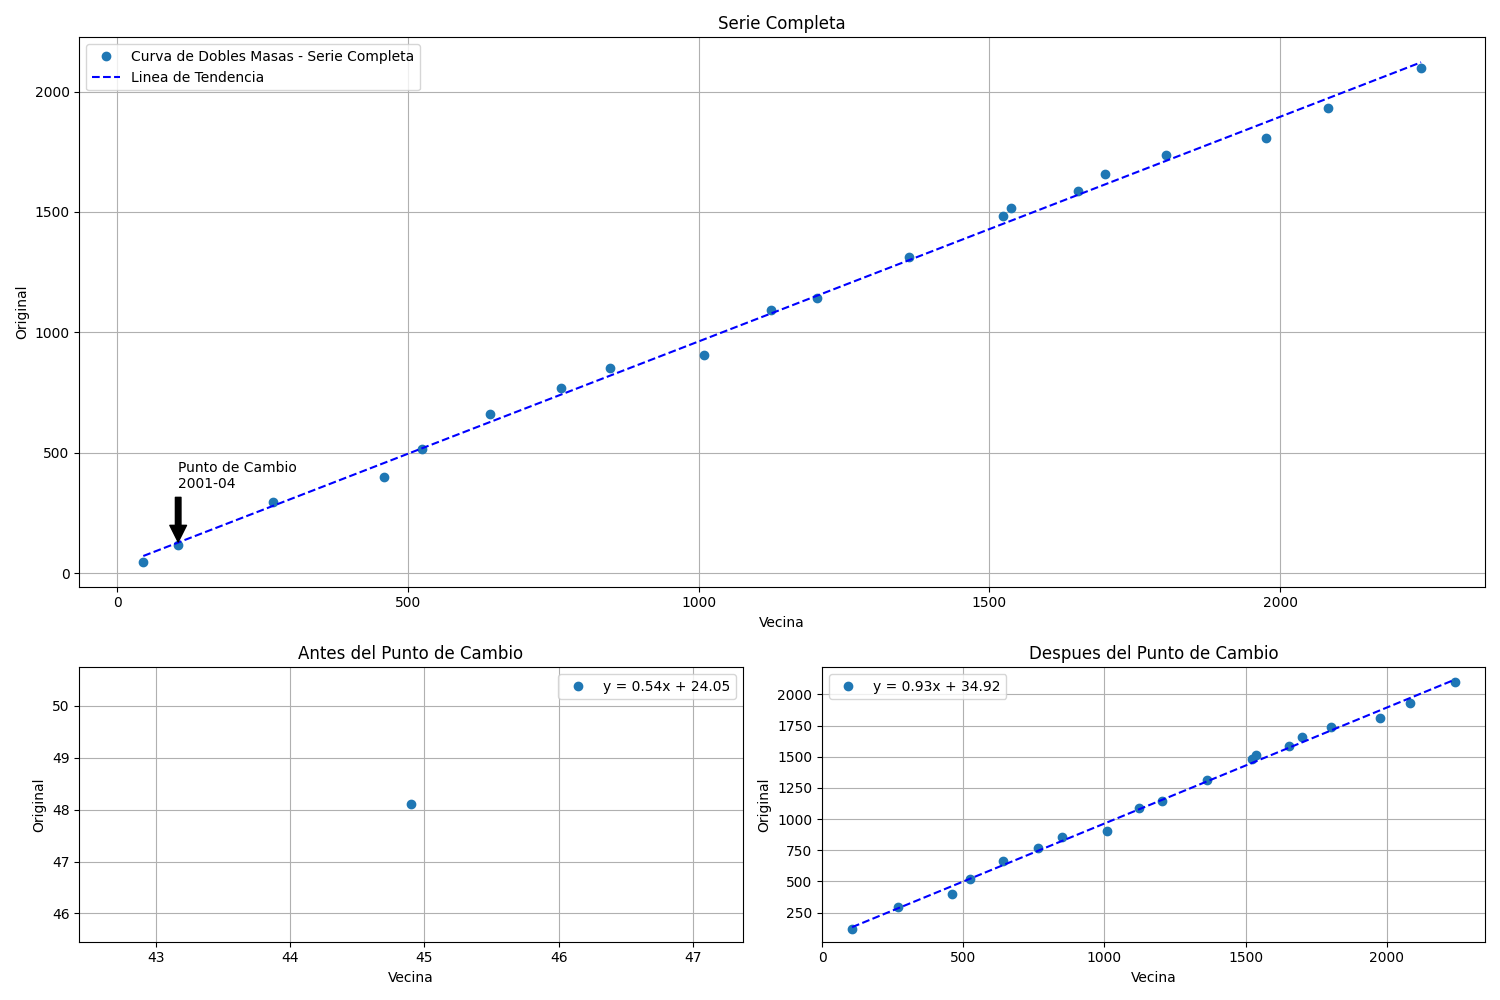 Serie Completa
Curva de Dobles Masas - Serie Completa
Linea de Tendencia
Original
2000
1500
1000
500
0
Punto de Cambio
2001-04
0
500
1000
1500
2000
Vecina
Antes del Punto de Cambio
y = 0.54x + 24.05
Original
50
49
48
47
46
43
44
45
46
47
Vecina
Despues del Punto de Cambio
y = 0.93x + 34.92
Original
2000
1750
1500
1250
1000
750
500
250
0
500
1000
1500
2000
Vecina